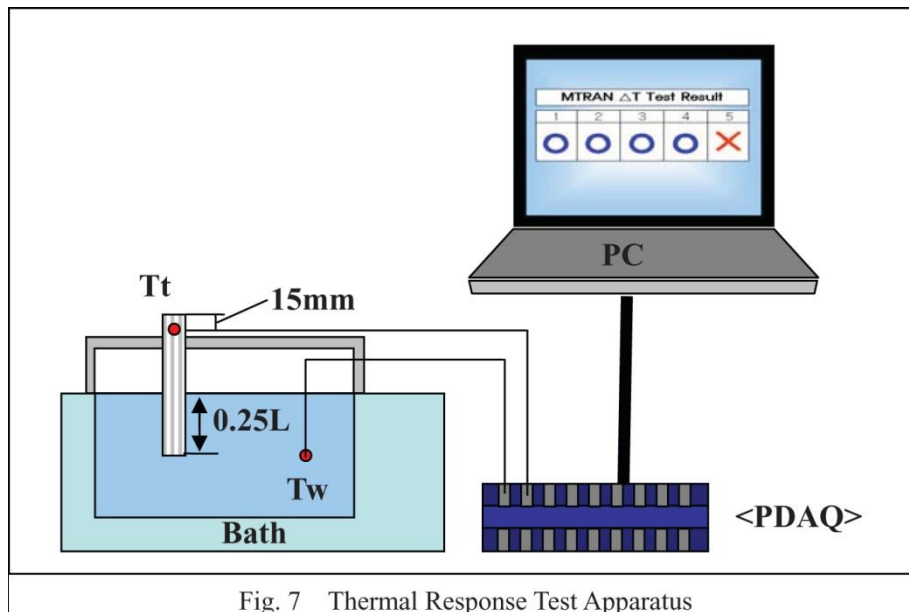 MTRAN △T Test Result
1 2 3 4 5
O O O O X
PC
Tt
15mm
0.25L
Tw
Bath
<PDAQ>
Fig. 7 Thermal Response Test Apparatus